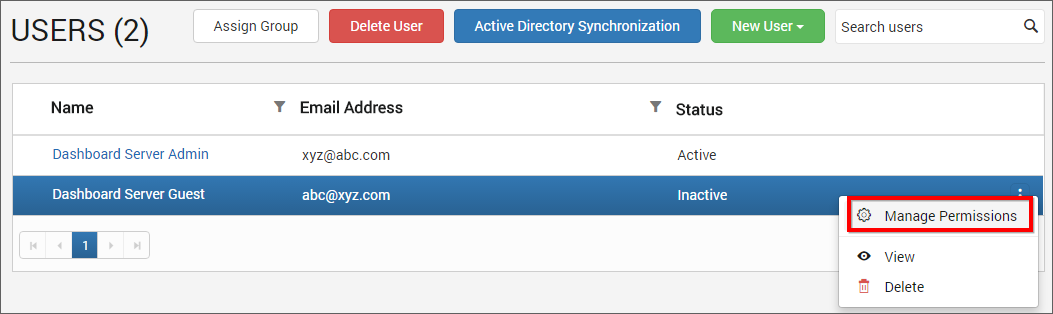 USERS (2)
Assign Group
Delete User
Active Directory Synchronization
New User
Search users
Name
Email Address
Status
Dashboard Server Admin
xyz@abc.com
Active
Dashboard Server Guest
abc@xyz.com
Inactive
Manage Permissions
View
Delete
1